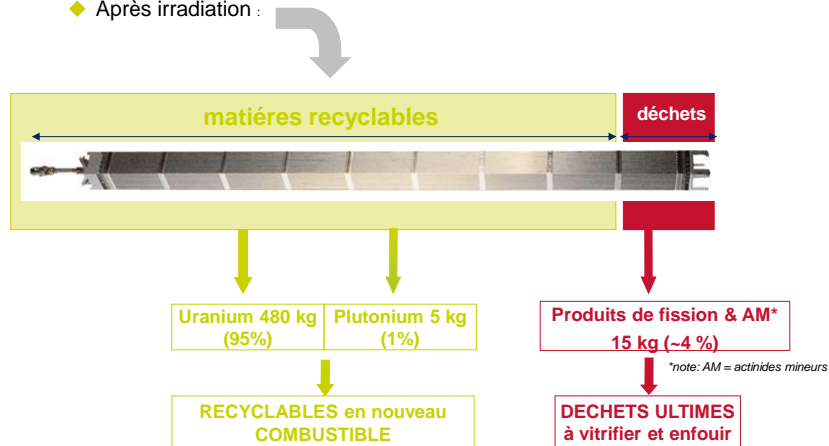 Après irradiation :
matiéres recyclables
déchets
Uranium 480 kg
(95%)
Plutonium 5 kg
(1%)
Produits de fission & AM*
15 kg (~4 %)
*note: AM = actinides mineurs
RECYCLABLES en nouveau
COMBUSTIBLE
DECHETS ULTIMES
à vitrifier et enfouir